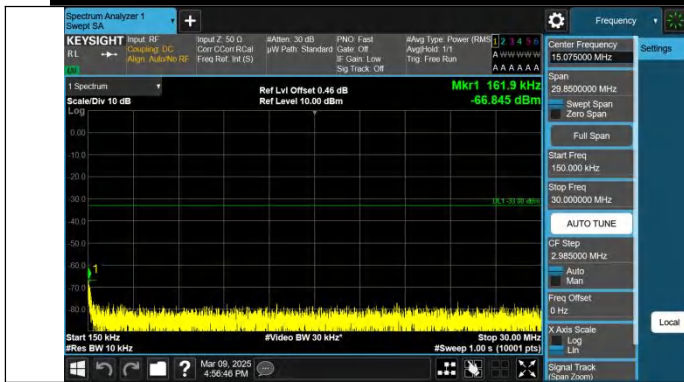 Spectrum Analyzer 1
Swept SA
Frequency
KEYSIGHT
RL
Input: RF
Coupling: DC
Align: Auto/No RF
Input Z: 50 Ω
Corr CCorr RCal
Freq Ref: Int (S)
#Atten: 30 dB
µW Path: Standard
PNO: Fast
Gate: Off
IF Gain: Low
Sig Track: Off
#Avg Type: Power (RMS
Avg|Hold: 1/1
Trig: Free Run
1 2 3 4 5 6
A W W W W W
A A A A A A
1 Spectrum
Scale/Div 10 dB
Log
Ref Lvl Offset 0.46 dB
Ref Level 10.00 dBm
Mkr1 161.9 kHz
-66.845 dBm
0.00
-10.0
-20.0
-30.0
-40.0
-50.0
-60.0
-70.0
-80.0
DL1 -33.00 dBm
1
Start 150 kHz
#Res BW 10 kHz
#Video BW 30 kHz*
Stop 30.00 MHz
#Sweep 1.00 s (10001 pts)
Mar 09, 2025
4:56:46 PM
Center Frequency
15.075000 MHz
Settings
Span
29.8500000 MHz
Swept Span
Zero Span
Full Span
Start Freq
150.000 kHz
Stop Freq
30.000000 MHz
AUTO TUNE
CF Step
2.985000 MHz
Auto
Man
Freq Offset
0 Hz
X Axis Scale
Log
Lin
Local
Signal Track
(Span Zoom)